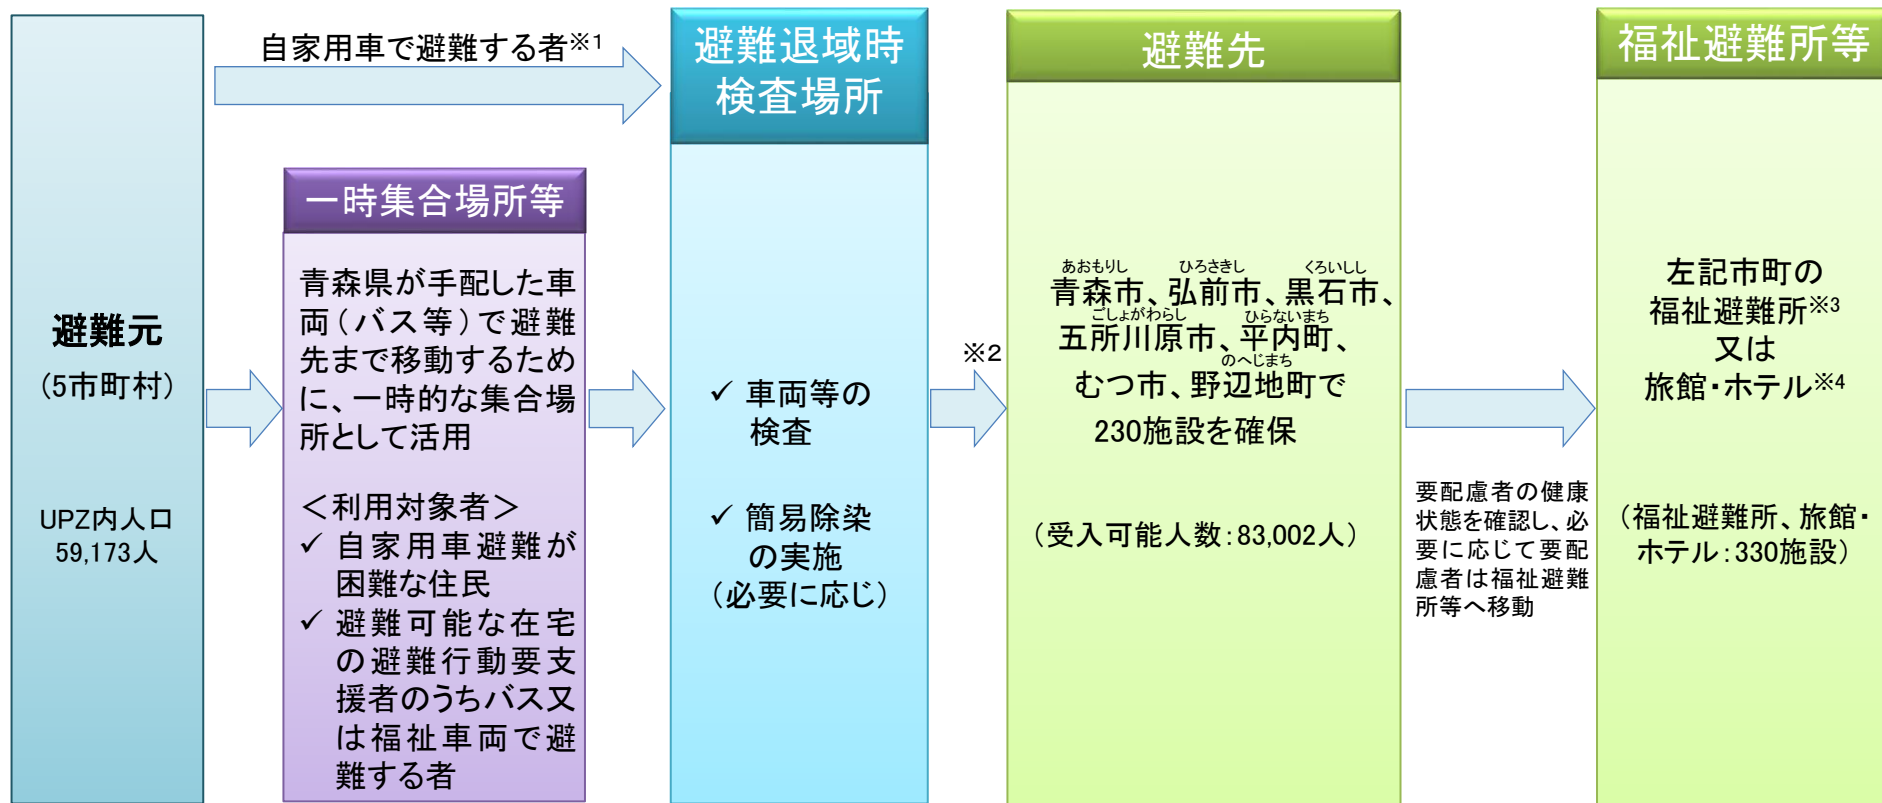 避難元
(5市町村)
UPZ内人口
59,173人
自家用車で避難する者※1
一時集合場所等
青森県が手配した車
両(バス等)で避難
先まで移動するため
に、一時的な集合場
所として活用
<利用対象者>
✓ 自家用車避難が
困難な住民
✓ 避難可能な在宅
の避難行動要支
援者のうちバス又
は福祉車両で避
難する者
避難退域時
検査場所
✓ 車両等の
検査
✓ 簡易除染
の実施
(必要に応じ)
※2
避難先
あおもりし ひろさきし くろいしし
青森市、弘前市、黒石市、
ごしょがわらし ひらないまち
五所川原市、平内町、
のへじまち
むつ市、野辺地町で
230施設を確保
(受入可能人数:83,002人)
要配慮者の健康
状態を確認し、必
要に応じて要配
慮者は福祉避難
所等へ移動
福祉避難所等
左記市町の
福祉避難所※3
又は
旅館・ホテル※4
(福祉避難所、旅館・
ホテル:330施設)